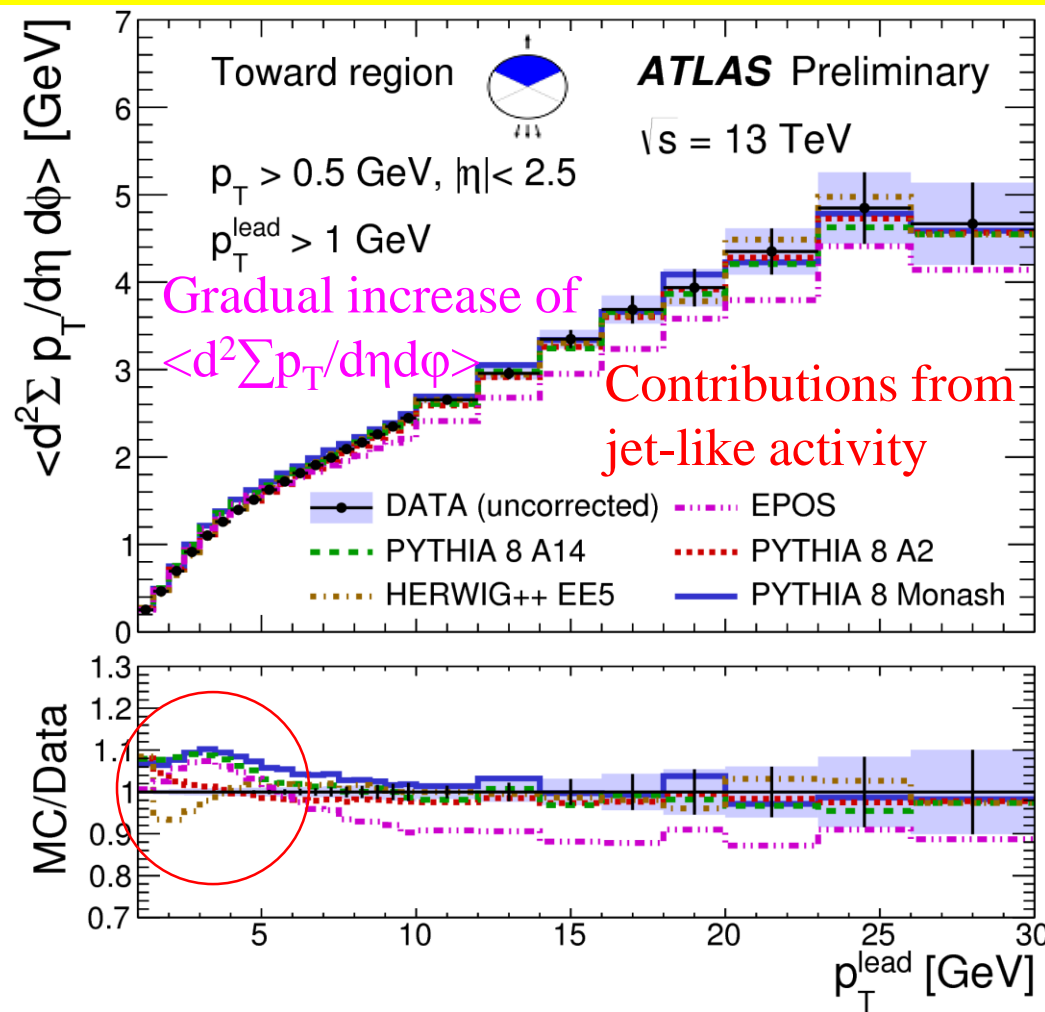 Toward region
ATLAS Preliminary
√s = 13 TeV
p_T > 0.5 GeV, |η|< 2.5
p_T^lead > 1 GeV
Gradual increase of
<d²∑p_T/dηdφ>
Contributions from
jet-like activity
DATA (uncorrected)
EPOS
PYTHIA 8 A14
PYTHIA 8 A2
HERWIG++ EE5
PYTHIA 8 Monash
<d²Σ p_T/dη dϕ> [GeV]
7
6
5
4
3
2
1
0
MC/Data
1.3
1.2
1.1
1
0.9
0.8
0.7
5
10
15
20
25
30
p_T^lead [GeV]